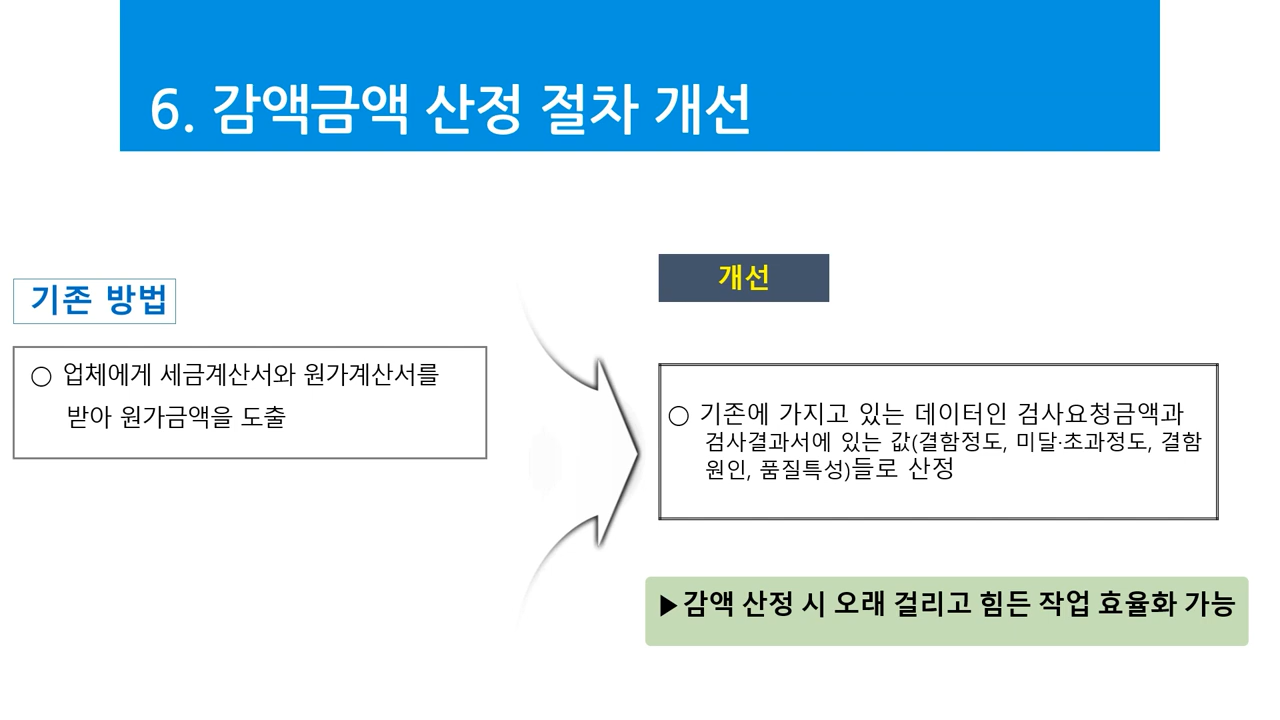 6. 감액금액 산정 절차 개선
기존 방법
○ 업체에게 세금계산서와 원가계산서를
받아 원가금액을 도출
개선
○ 기존에 가지고 있는 데이터인 검사요청금액과
검사결과서에 있는 값(결함정도, 미달·초과정도, 결함
원인, 품질특성)들로 산정
▶감액 산정 시 오래 걸리고 힘든 작업 효율화 가능